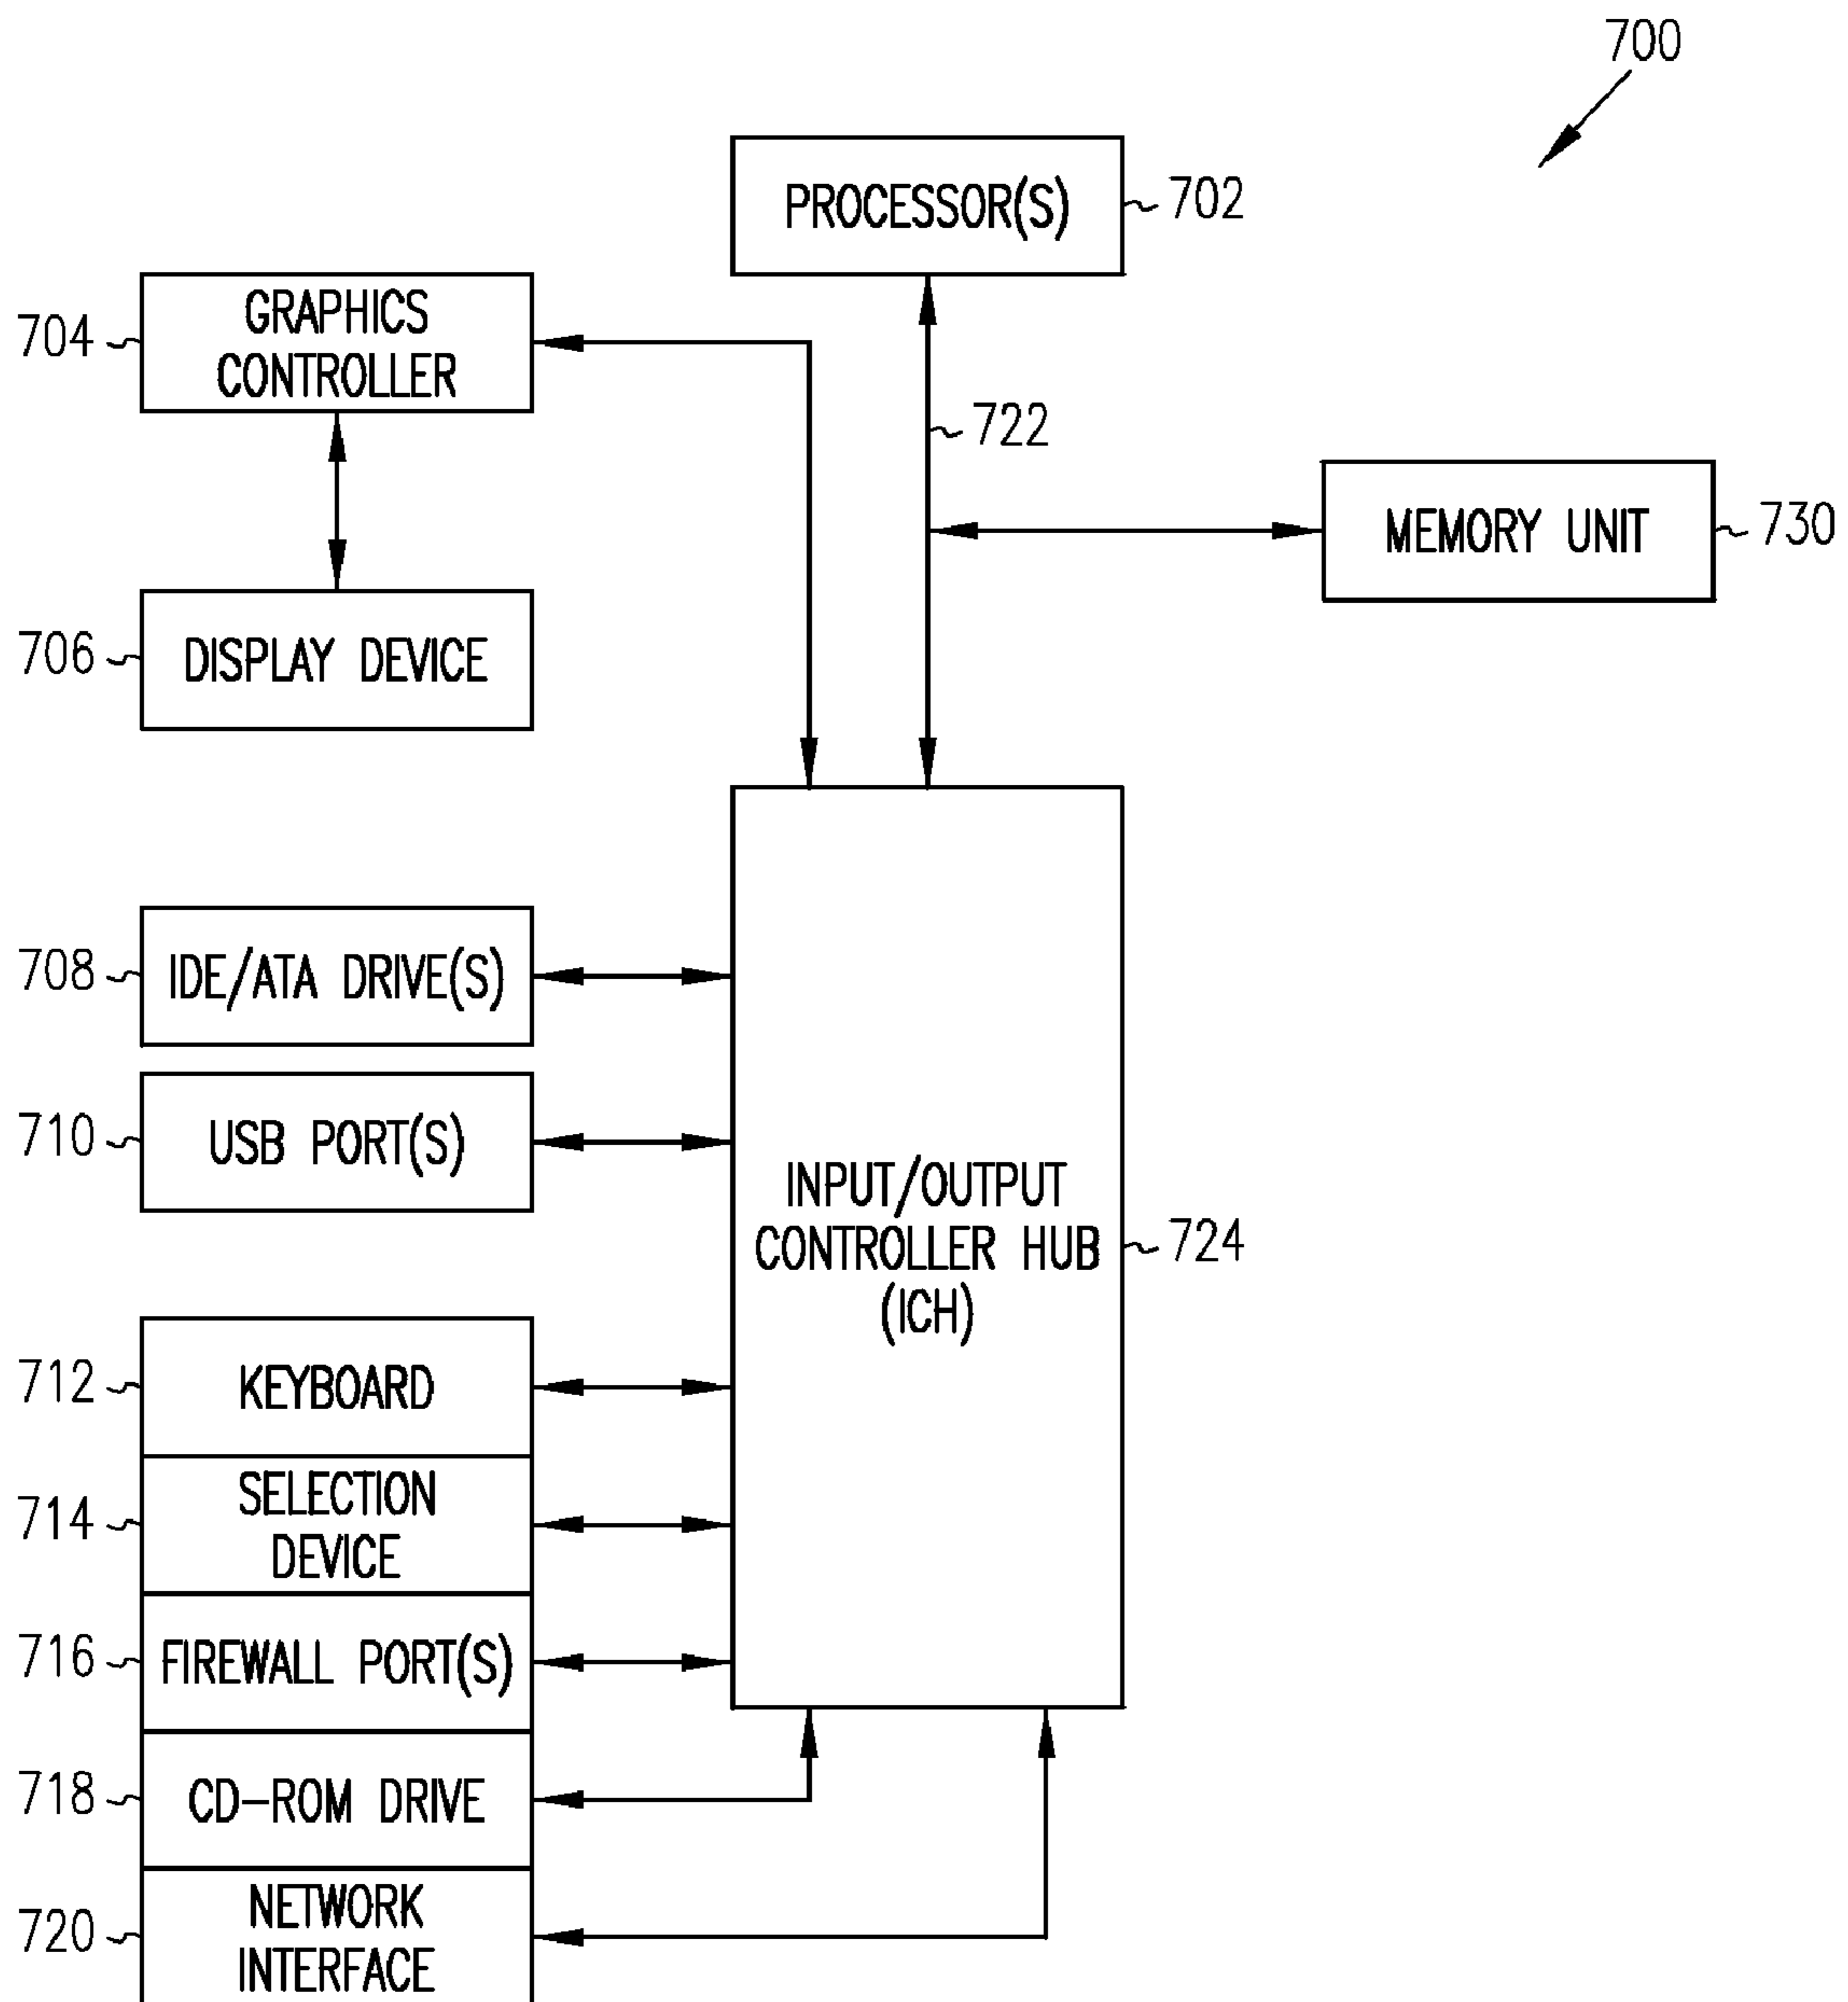 700
PROCESSOR(S)
702
GRAPHICS
CONTROLLER
704
722
MEMORY UNIT
730
DISPLAY DEVICE
706
IDE/ATA DRIVE(S)
708
USB PORT(S)
710
INPUT/OUTPUT
CONTROLLER HUB
(ICH)
724
KEYBOARD
712
SELECTION
DEVICE
714
FIREWALL PORT(S)
716
CD-ROM DRIVE
718
NETWORK
INTERFACE
720